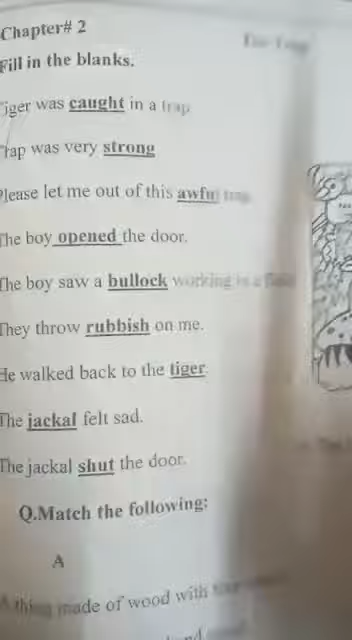 Chapter# 2
Fill in the blanks.
iger was caught in a trap
rap was very strong
lease let me out of this awful trap
The boy opened the door.
The boy saw a bullock working in a field
They throw rubbish on me.
He walked back to the tiger.
The jackal felt sad.
The jackal shut the door.
Q.Match the following:
A
A thing made of wood with